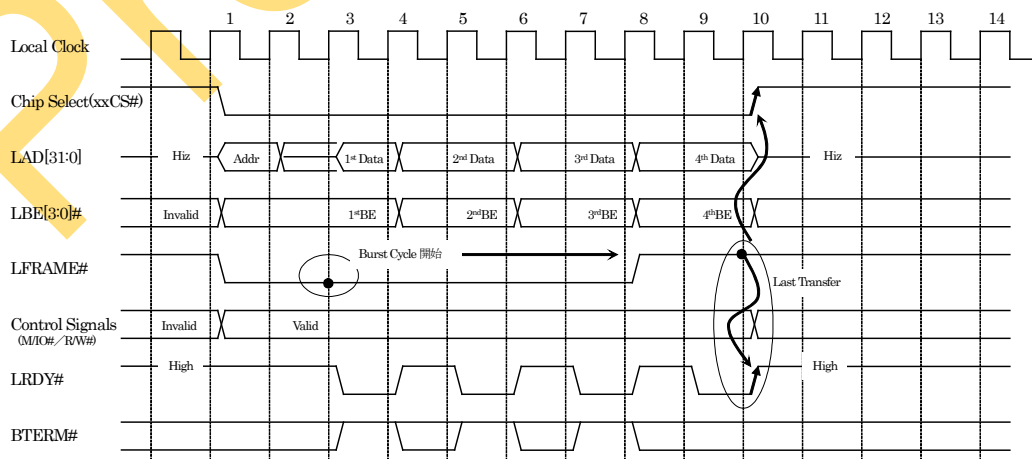 1 2 3 4 5 6 7 8 9 10 11 12 13 14
Local Clock
Chip Select(xxCS#)
LAD[31:0] Hiz Addr 1st Data 2nd Data 3rd Data 4th Data Hiz
LBE[3:0]# Invalid 1stBE 2ndBE 3rdBE 4thBE
LFRAME# Burst Cycle 開始
Last Transfer
Control Signals Invalid Valid
(M/IO#/R/W#)
LRDY# High High
BTERM#